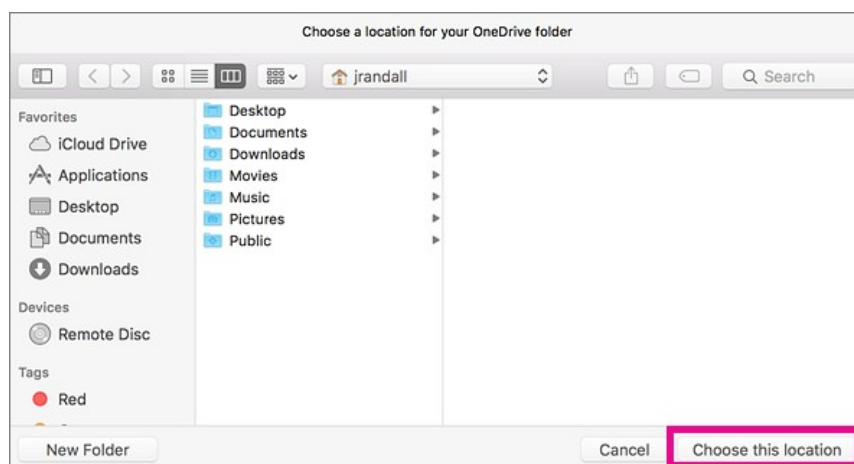 Choose a location for your OneDrive folder
jrandall
Search
Favorites
iCloud Drive
Applications
Desktop
Documents
Downloads
Devices
Remote Disc
Tags
Red
Desktop
Documents
Downloads
Movies
Music
Pictures
Public
New Folder
Cancel
Choose this location